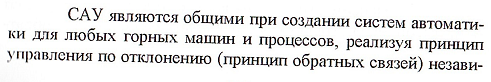 САУ являются общими при создании систем автомати-
ки для любых горных машин и процессов, реализуя принцип
управления по отклонению (принцип обратных связей) незави-